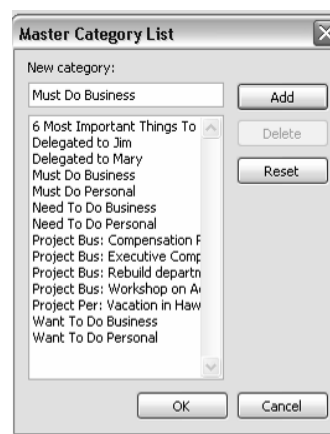 Master Category List
New category:
Must Do Business
Add
6 Most Important Things To
Delegated to Jim
Delegated to Mary
Must Do Business
Must Do Personal
Need To Do Business
Need To Do Personal
Project Bus: Compensation
Project Bus: Executive Comp
Project Bus: Rebuild departn
Project Bus: Workshop on
Project Per: Vacation in Haw
Want To Do Business
Want To Do Personal
Delete
Reset
OK
Cancel